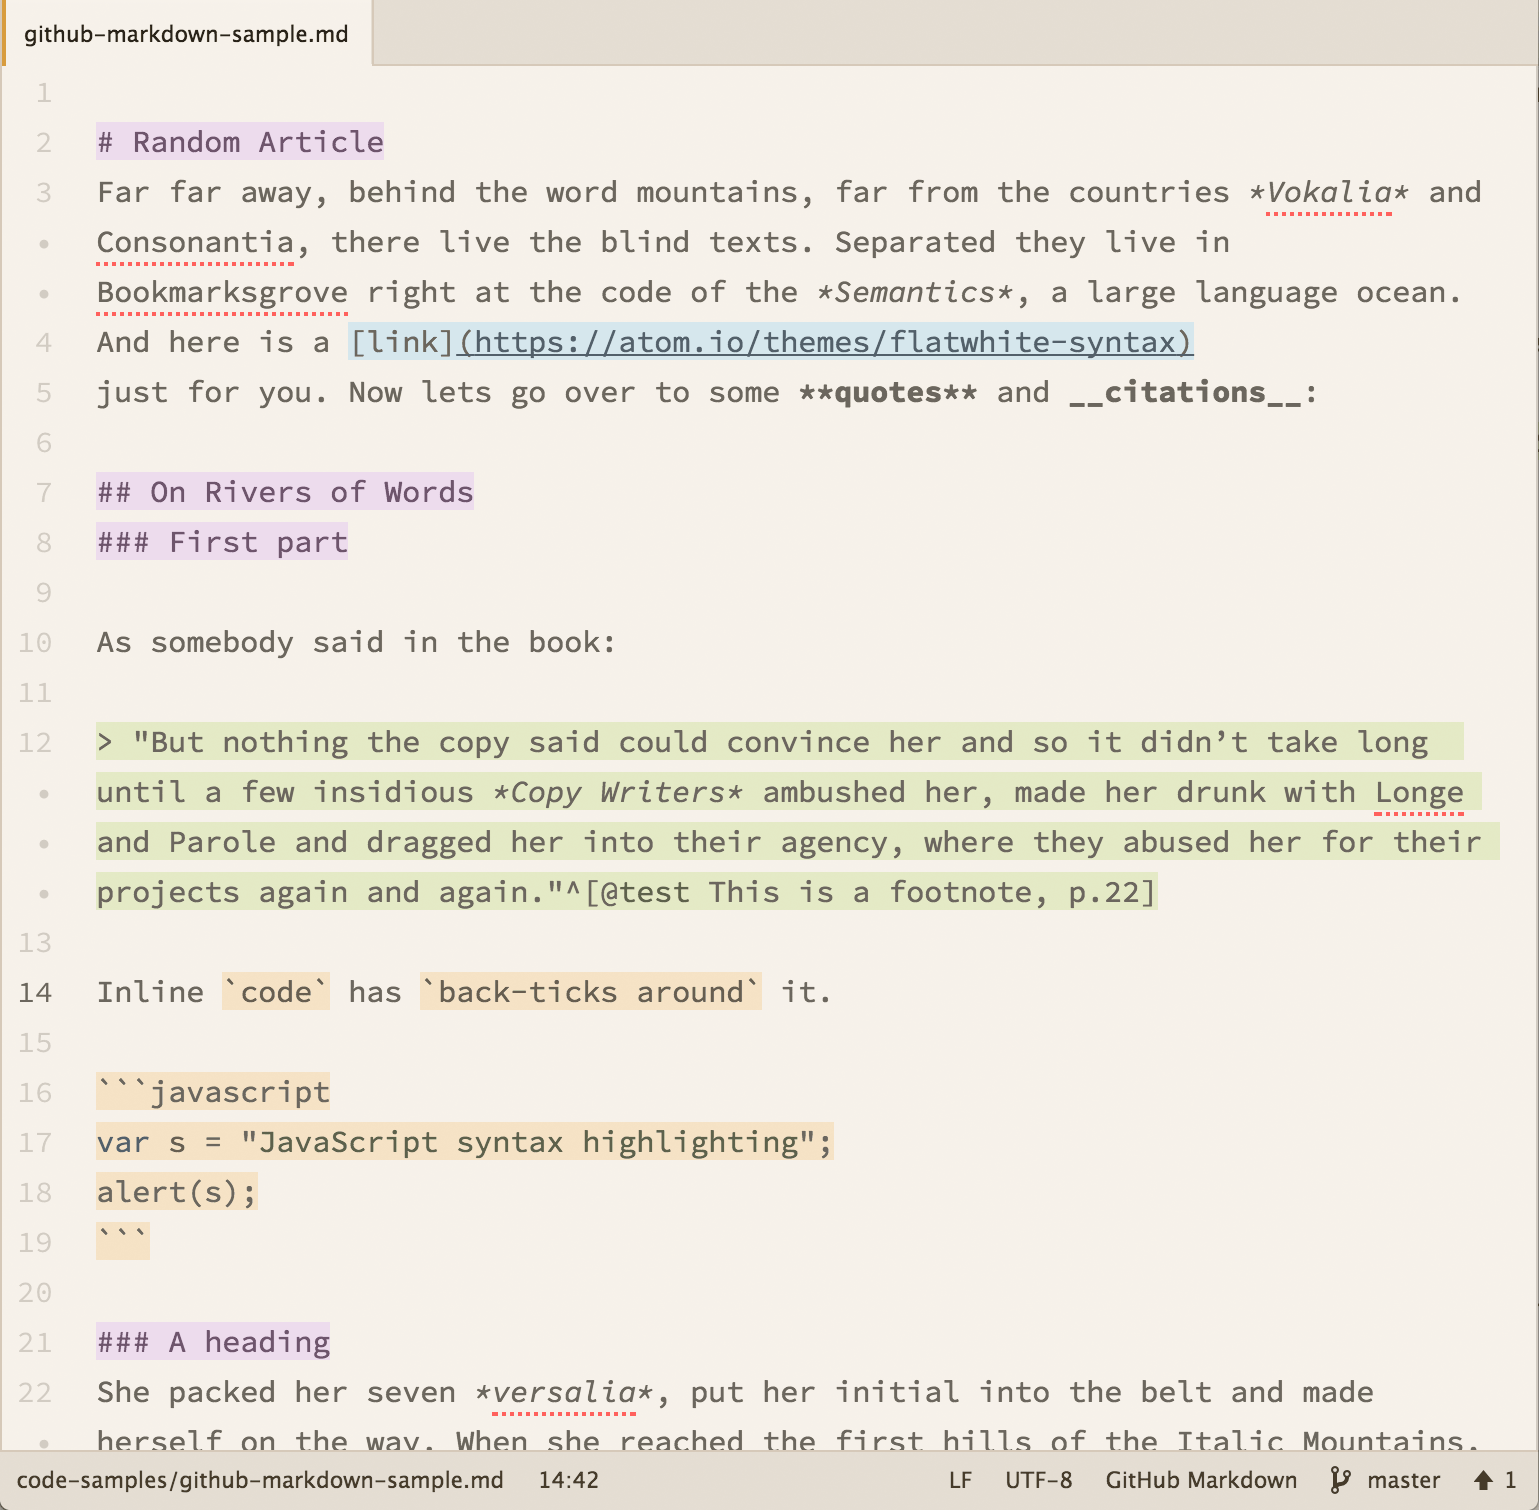 github-markdown-sample.md
1
2 # Random Article
3 Far far away, behind the word mountains, far from the countries *Vokalia* and
• Consonantia, there live the blind texts. Separated they live in
• Bookmarksgrove right at the code of the *Semantics*, a large language ocean.
4 And here is a [link](https://atom.io/themes/flatwhite-syntax)
5 just for you. Now lets go over to some **quotes** and __citations__:
6
7 ## On Rivers of Words
8 ### First part
9
10 As somebody said in the book:
11
12 > "But nothing the copy said could convince her and so it didn’t take long
• until a few insidious *Copy Writers* ambushed her, made her drunk with Longe
• and Parole and dragged her into their agency, where they abused her for their
• projects again and again."^[@test This is a footnote, p.22]
13
14 Inline `code` has `back-ticks around` it.
15
16 ```javascript
17 var s = "JavaScript syntax highlighting";
18 alert(s);
19 ```
20
21 ### A heading
22 She packed her seven *versalia*, put her initial into the belt and made
• herself on the way. When she reached the first hills of the Italic Mountains,
code-samples/github-markdown-sample.md 14:42 LF UTF-8 GitHub Markdown master 1